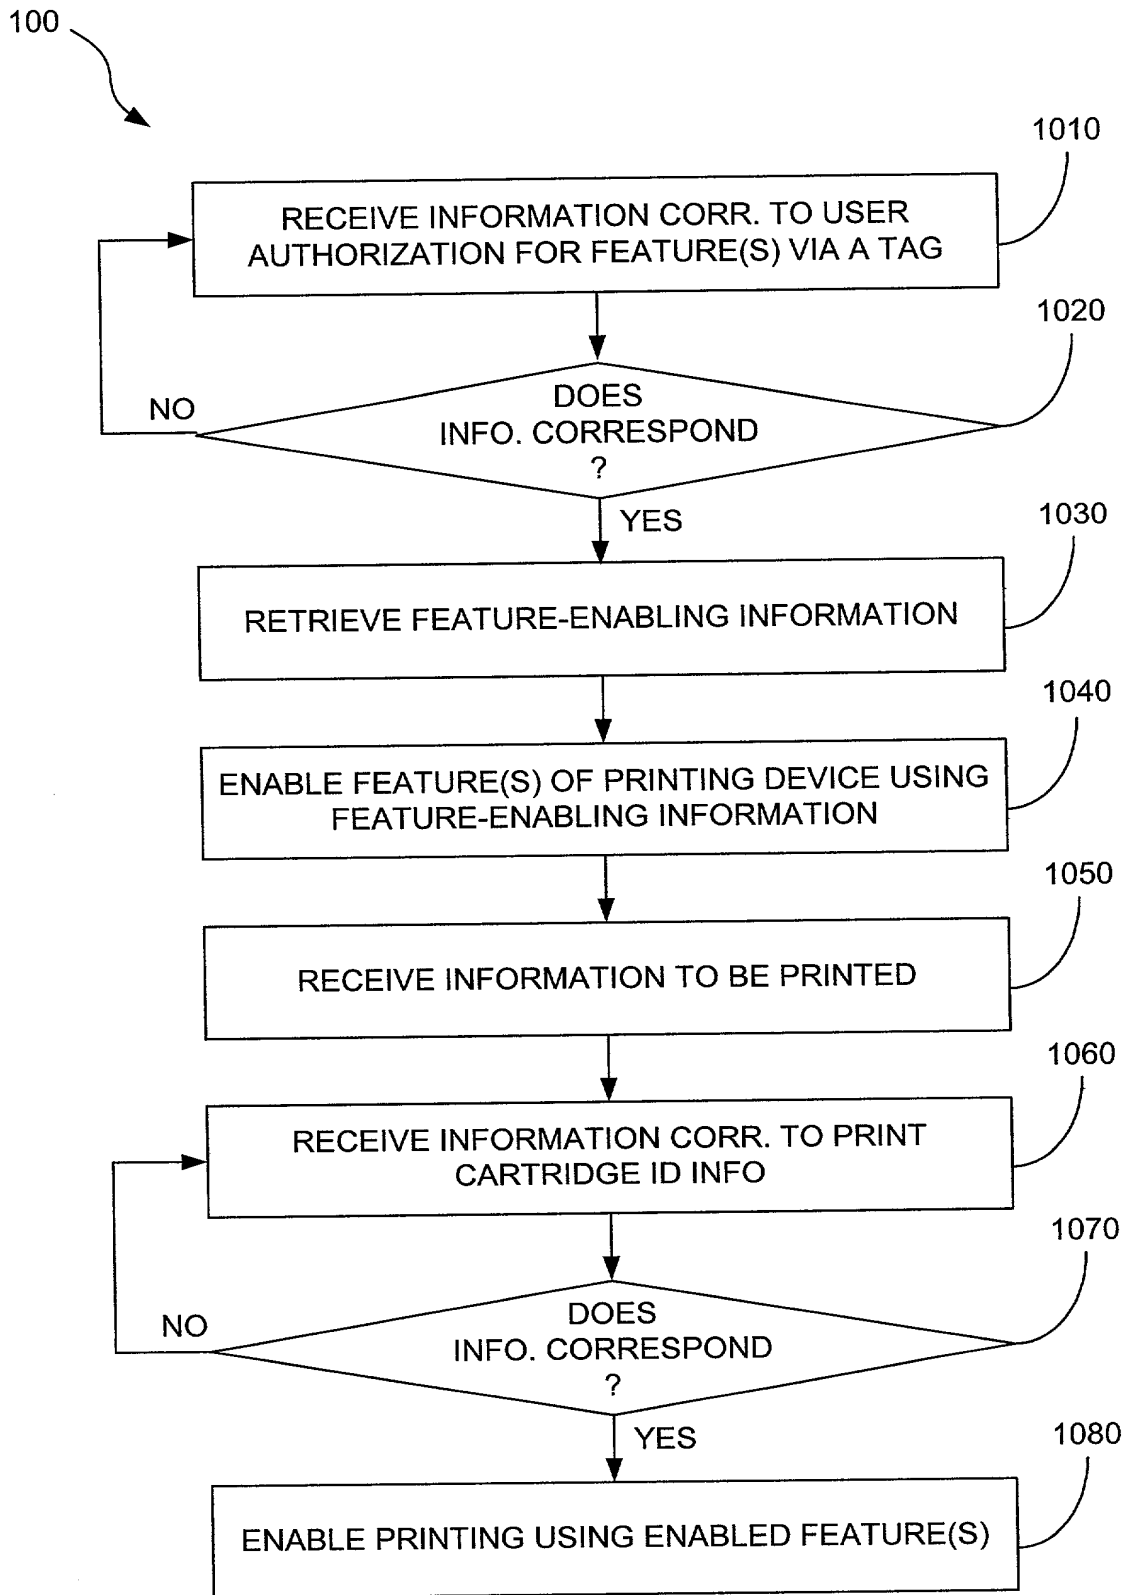 100
1010
RECEIVE INFORMATION CORR. TO USER
AUTHORIZATION FOR FEATURE(S) VIA A TAG
1020
DOES
INFO. CORRESPOND
?
NO
YES
1030
RETRIEVE FEATURE-ENABLING INFORMATION
1040
ENABLE FEATURE(S) OF PRINTING DEVICE USING
FEATURE-ENABLING INFORMATION
1050
RECEIVE INFORMATION TO BE PRINTED
1060
RECEIVE INFORMATION CORR. TO PRINT
CARTRIDGE ID INFO
1070
DOES
INFO. CORRESPOND
?
NO
YES
1080
ENABLE PRINTING USING ENABLED FEATURE(S)